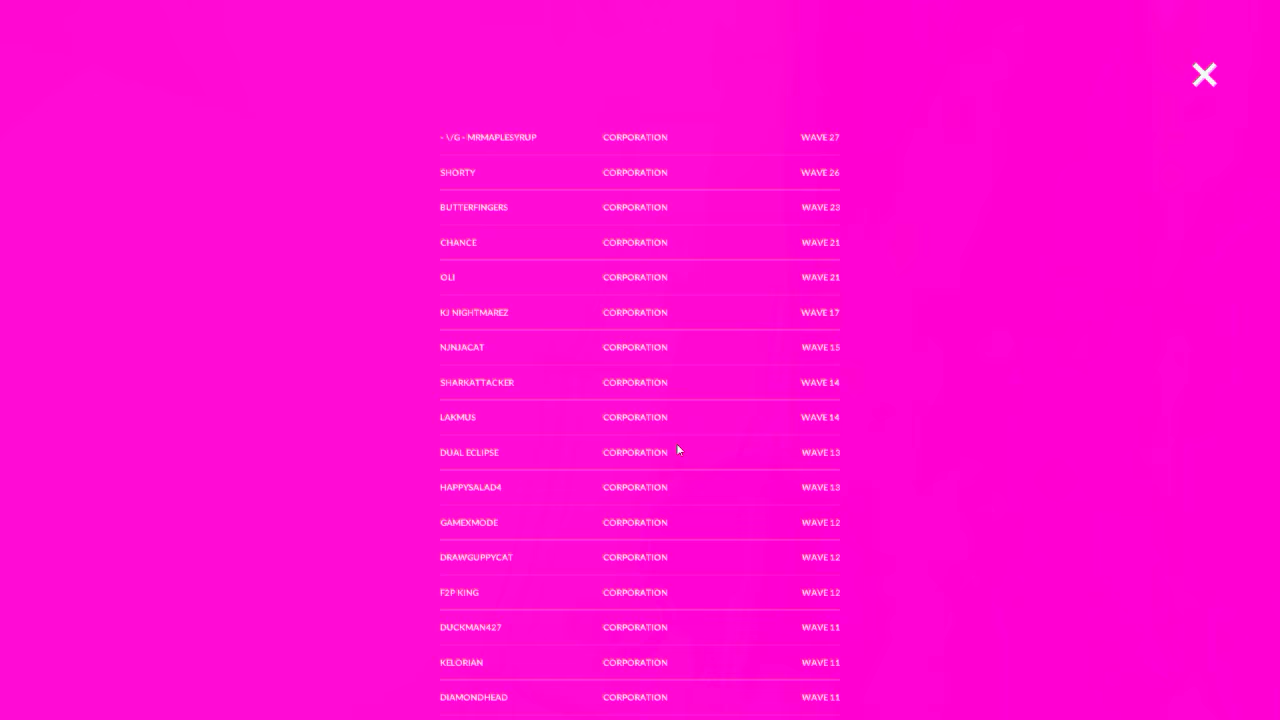 - \/G - MRMAPLESYRUP CORPORATION WAVE 27
SHORTY CORPORATION WAVE 26
BUTTERFINGERS CORPORATION WAVE 23
CHANCE CORPORATION WAVE 21
OLI CORPORATION WAVE 21
KJ NIGHTMAREZ CORPORATION WAVE 17
NJNJACAT CORPORATION WAVE 15
SHARKATTACKER CORPORATION WAVE 14
LAKMUS CORPORATION WAVE 14
DUAL ECLIPSE CORPORATION WAVE 13
HAPPYSALAD4 CORPORATION WAVE 13
GAMEXMODE CORPORATION WAVE 12
DRAWGUPPYCAT CORPORATION WAVE 12
F2P KING CORPORATION WAVE 12
DUCKMAN427 CORPORATION WAVE 11
KELORIAN CORPORATION WAVE 11
DIAMONDHEAD CORPORATION WAVE 11